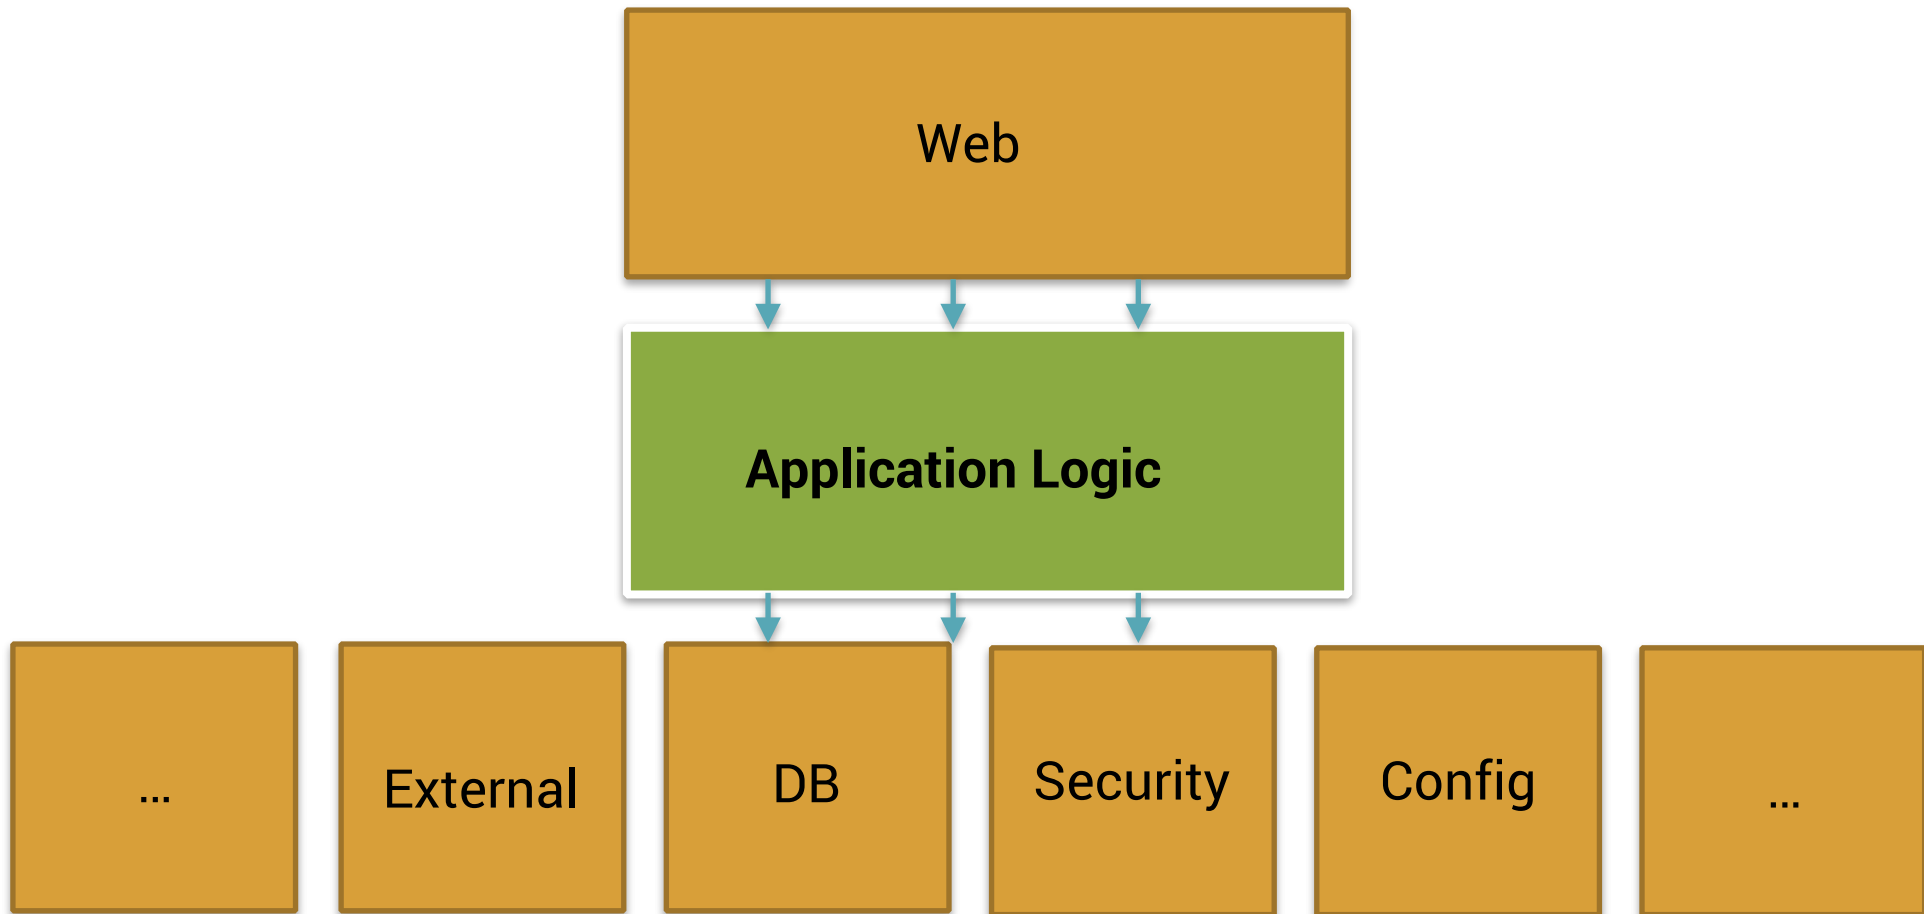 Web
Application Logic
...
External
DB
Security
Config
...